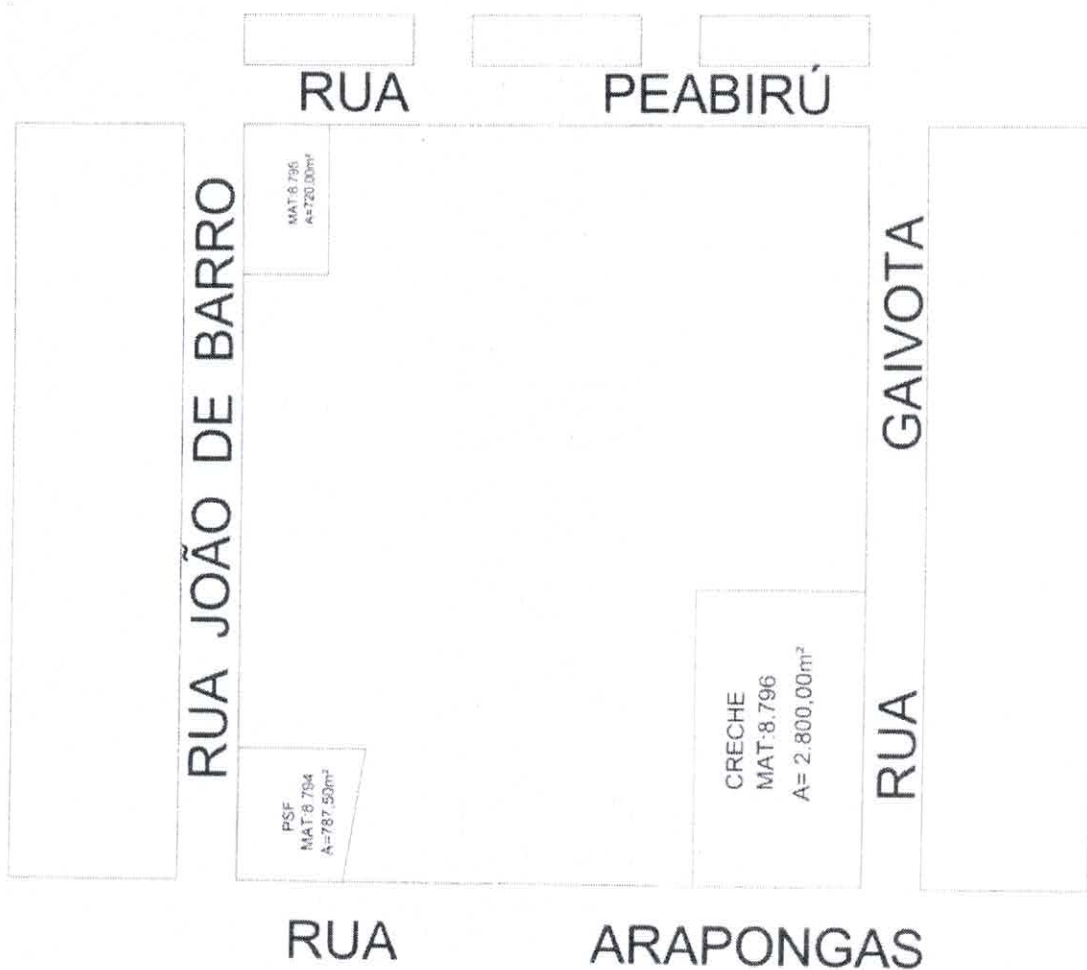 RUA PEABIRÚ
MAT:8.795
A=720,00m²
RUA JOÃO DE BARRO
RUA GAIVOTA
CRECHE
MAT:8.796
A= 2.800,00m²
PSF
MAT:8.794
A=787,50m²
RUA ARAPONGAS